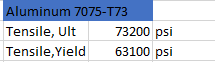 Aluminum 7075-T73
Tensile, Ult 73200 psi
Tensile,Yield 63100 psi